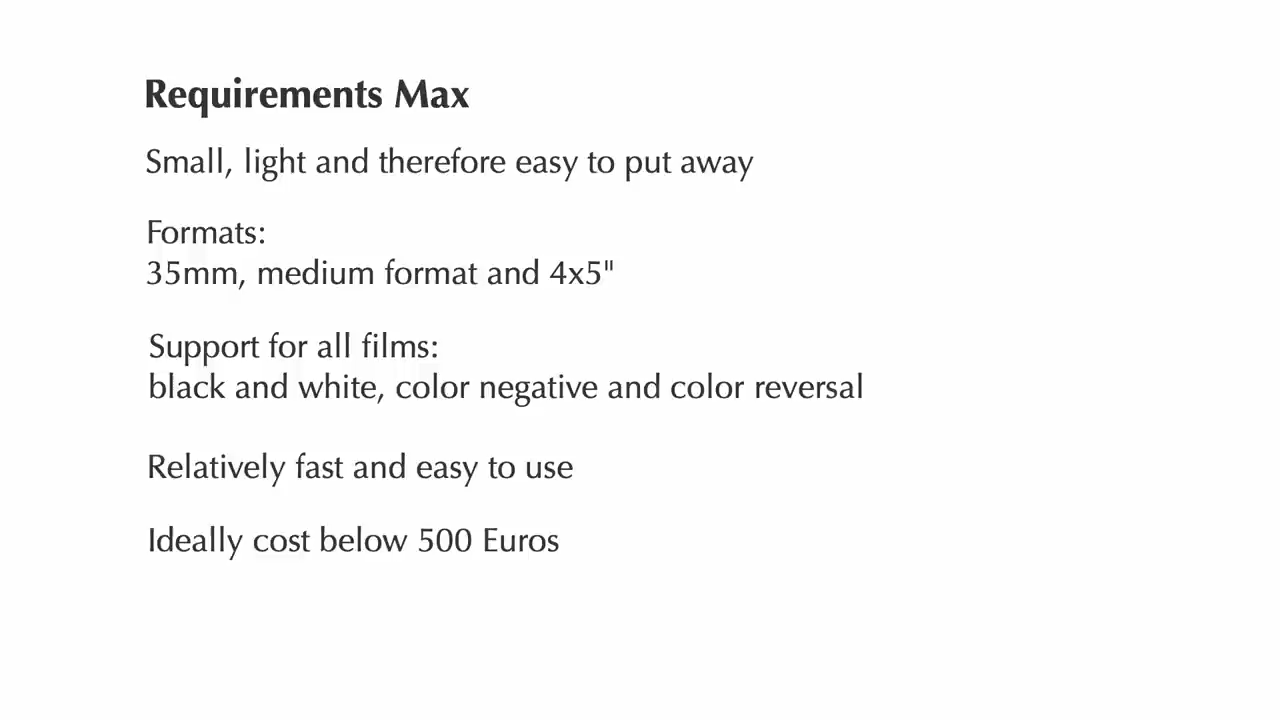 Requirements Max
Small, light and therefore easy to put away
Formats:
35mm, medium format and 4x5"
Support for all films:
black and white, color negative and color reversal
Relatively fast and easy to use
Ideally cost below 500 Euros